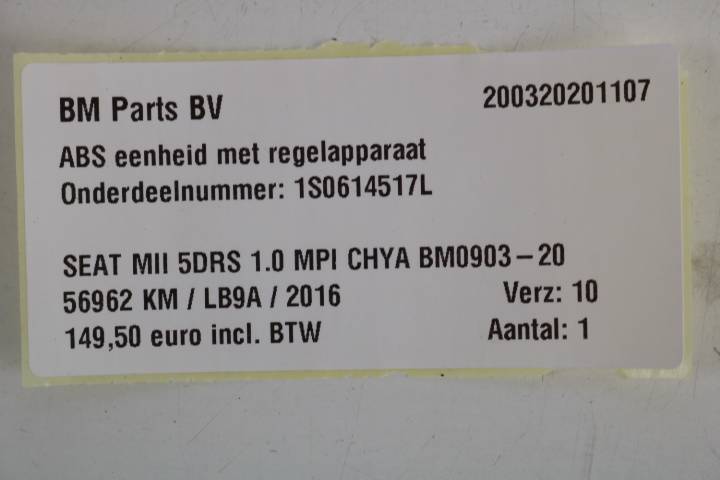 BM Parts BV 200320201107
ABS eenheid met regelapparaat
Onderdeelnummer: 1S0614517L
SEAT MII 5DRS 1.0 MPI CHYA BM0903-20
56962 KM / LB9A / 2016 Verz: 10
149,50 euro incl. BTW Aantal: 1